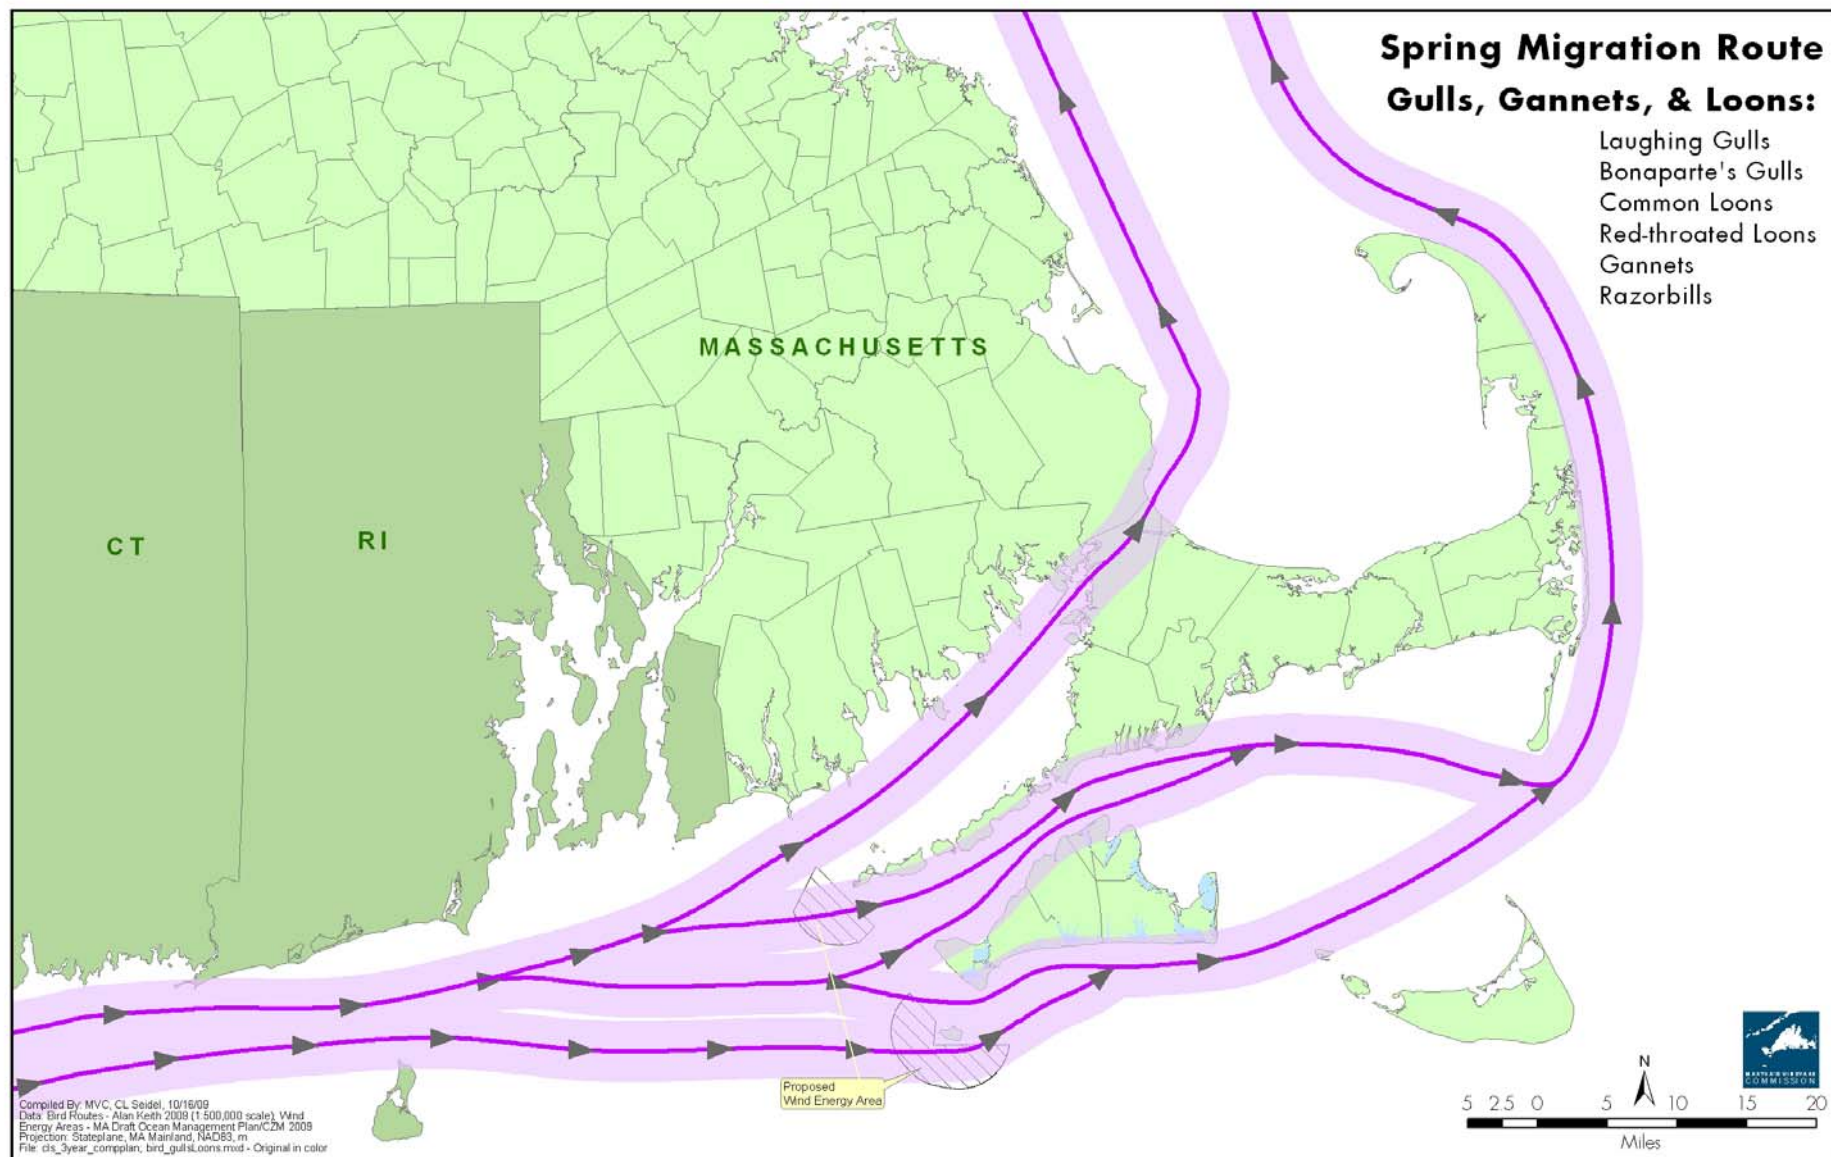 Spring Migration Route
Gulls, Gannets, & Loons:
Laughing Gulls
Bonaparte's Gulls
Common Loons
Red-throated Loons
Gannets
Razorbills
MASSACHUSETTS
CT
RI
Proposed
Wind Energy Area
N
5 2.5 0 5 10 15 20
Miles
MARTHA'S VINEYARD
COMMISSION
Compiled By: MVC, CL Seidel, 10/16/09
Data: Bird Routes - Alan Keith 2009 (1:500,000 scale), Wind
Energy Areas - MA Draft Ocean Management Plan/CZM 2009
Projection: Stateplane, MA Mainland, NAD83, m
File: cls_3year_compplan, bird_gullsLoons.mxd - Original in color